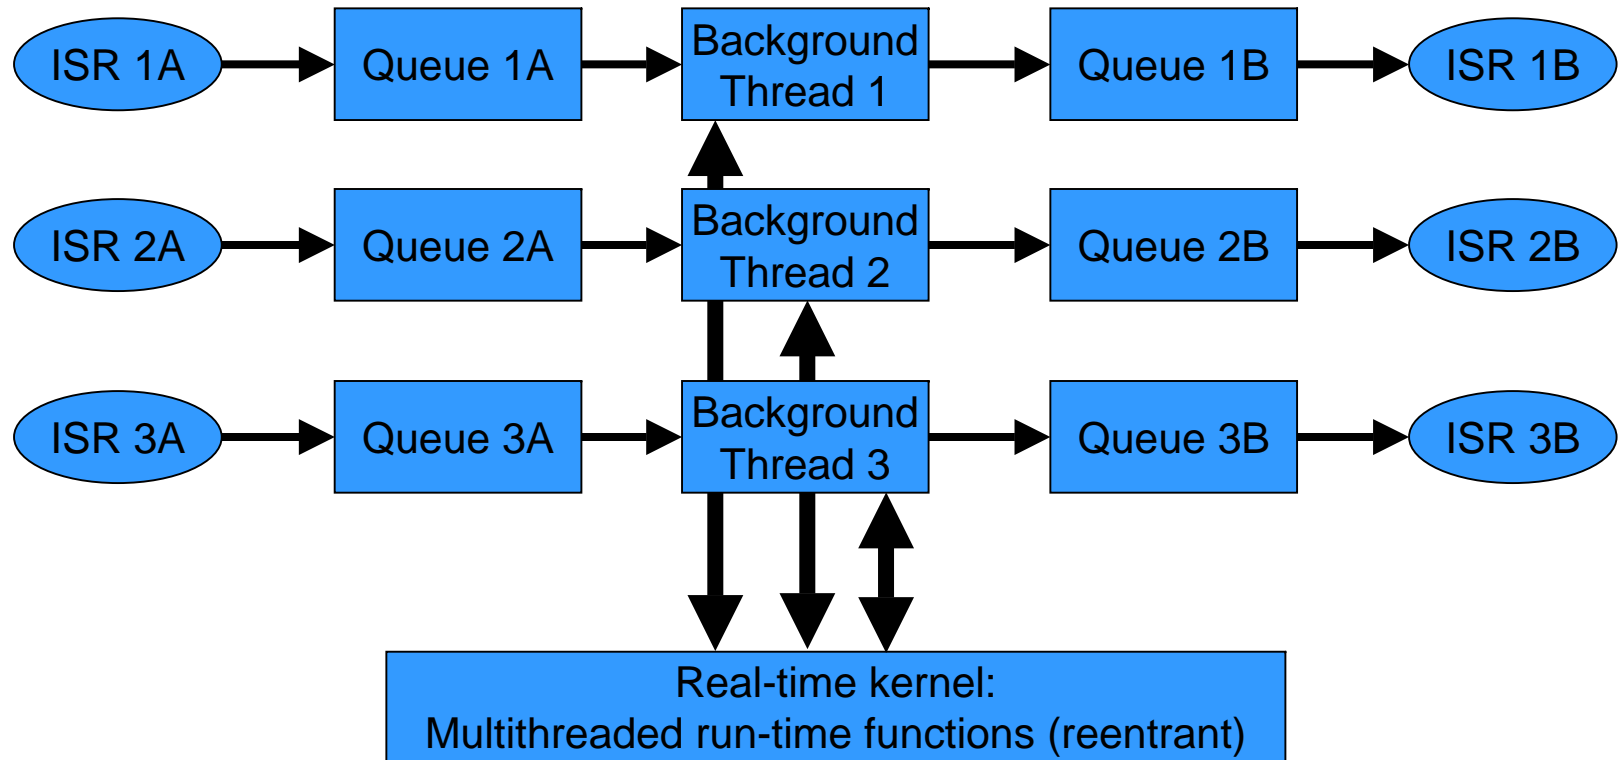 ISR 1A
Queue 1A
Background
Thread 1
Queue 1B
ISR 1B
ISR 2A
Queue 2A
Background
Thread 2
Queue 2B
ISR 2B
ISR 3A
Queue 3A
Background
Thread 3
Queue 3B
ISR 3B
Real-time kernel:
Multithreaded run-time functions (reentrant)